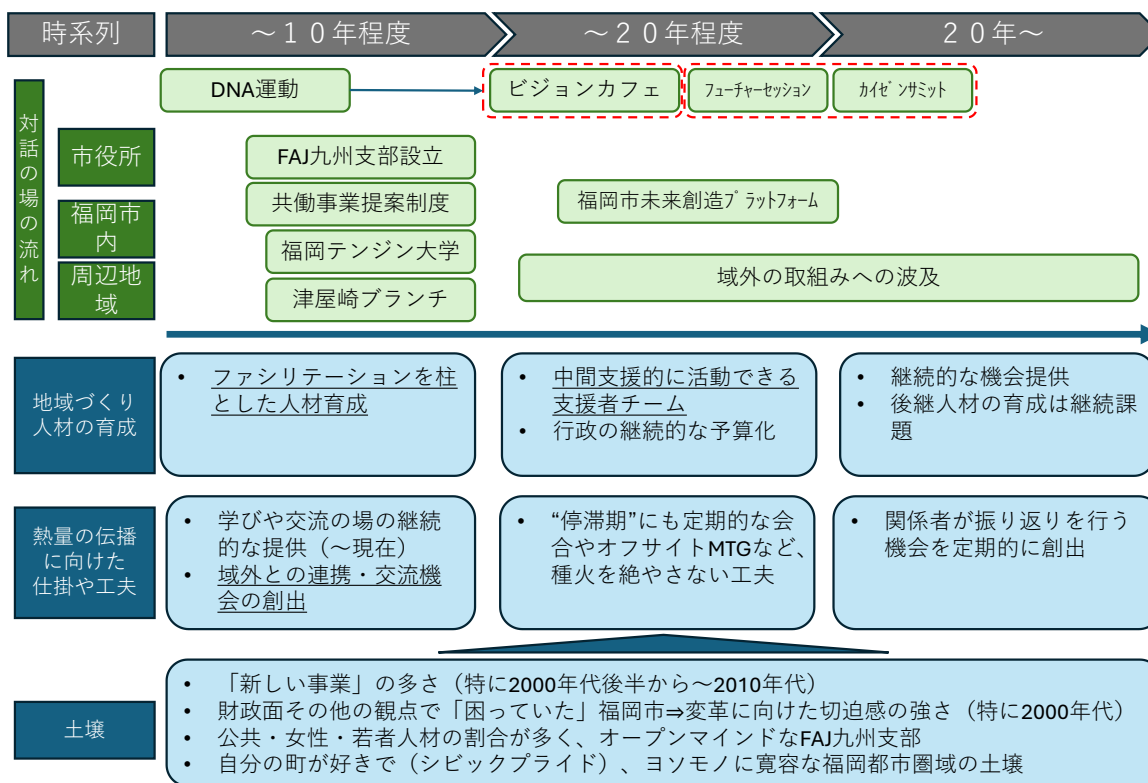 時系列
～１０年程度
～２０年程度
２０年～
対話の場の流れ
DNA運動
ビジョンカフェ
ﾌｭｰﾁｬｰｾｯｼｮﾝ
ｶｲｾﾞﾝｻﾐｯﾄ
市役所
FAJ九州支部設立
共働事業提案制度
福岡市未来創造ﾌﾟﾗｯﾄﾌｫｰﾑ
福岡市
内
福岡テンジン大学
周辺地
域
津屋崎ブランチ
域外の取組みへの波及
地域づくり
人材の育成
• ファシリテーションを柱
とした人材育成
• 中間支援的に活動できる
支援者チーム
• 行政の継続的な予算化
• 継続的な機会提供
• 後継人材の育成は継続課
題
熱量の伝播
に向けた
仕掛や工夫
• 学びや交流の場の継続
的な提供（～現在）
• 域外との連携・交流機
会の創出
• “停滞期”にも定期的な会
合やオフサイトMTGなど、
種火を絶やさない工夫
• 関係者が振り返りを行う
機会を定期的に創出
土壌
• 「新しい事業」の多さ（特に2000年代後半から～2010年代）
• 財政面その他の観点で「困っていた」福岡市⇒変革に向けた切迫感の強さ（特に2000年代）
• 公共・女性・若者人材の割合が多く、オープンマインドなFAJ九州支部
• 自分の町が好きで（シビックプライド）、ヨソモノに寛容な福岡都市圏域の土壌